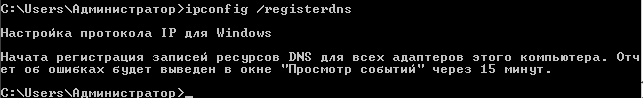 C:\Users\Администратор>ipconfig /registerdns
Настройка протокола IP для Windows
Начата регистрация записей ресурсов DNS для всех адаптеров этого компьютера. Отч
ет об ошибках будет выведен в окне "Просмотр событий" через 15 минут.
C:\Users\Администратор>_